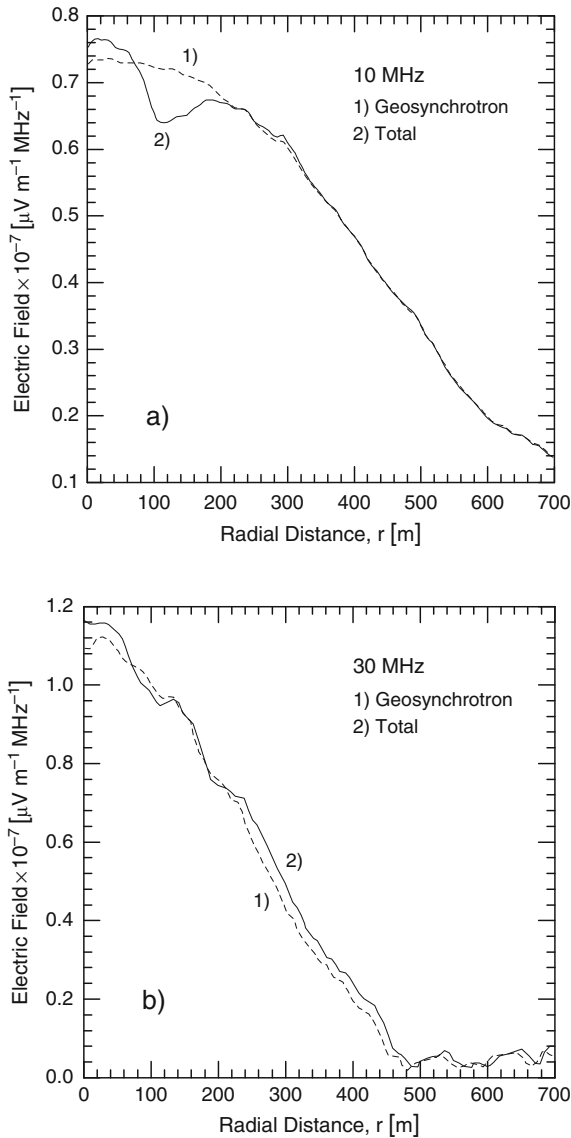 0.8
0.7
0.6
0.5
0.4
0.3
0.2
0.1
Electric Field×10⁻⁷ [μV m⁻¹ MHz⁻¹]
1)
2)
10 MHz
1) Geosynchrotron
2) Total
a)
0 100 200 300 400 500 600 700
Radial Distance, r [m]
1.2
1.0
0.8
0.6
0.4
0.2
0.0
Electric Field×10⁻⁷ [μV m⁻¹ MHz⁻¹]
30 MHz
1) Geosynchrotron
2) Total
2)
1)
b)
0 100 200 300 400 500 600 700
Radial Distance, r [m]